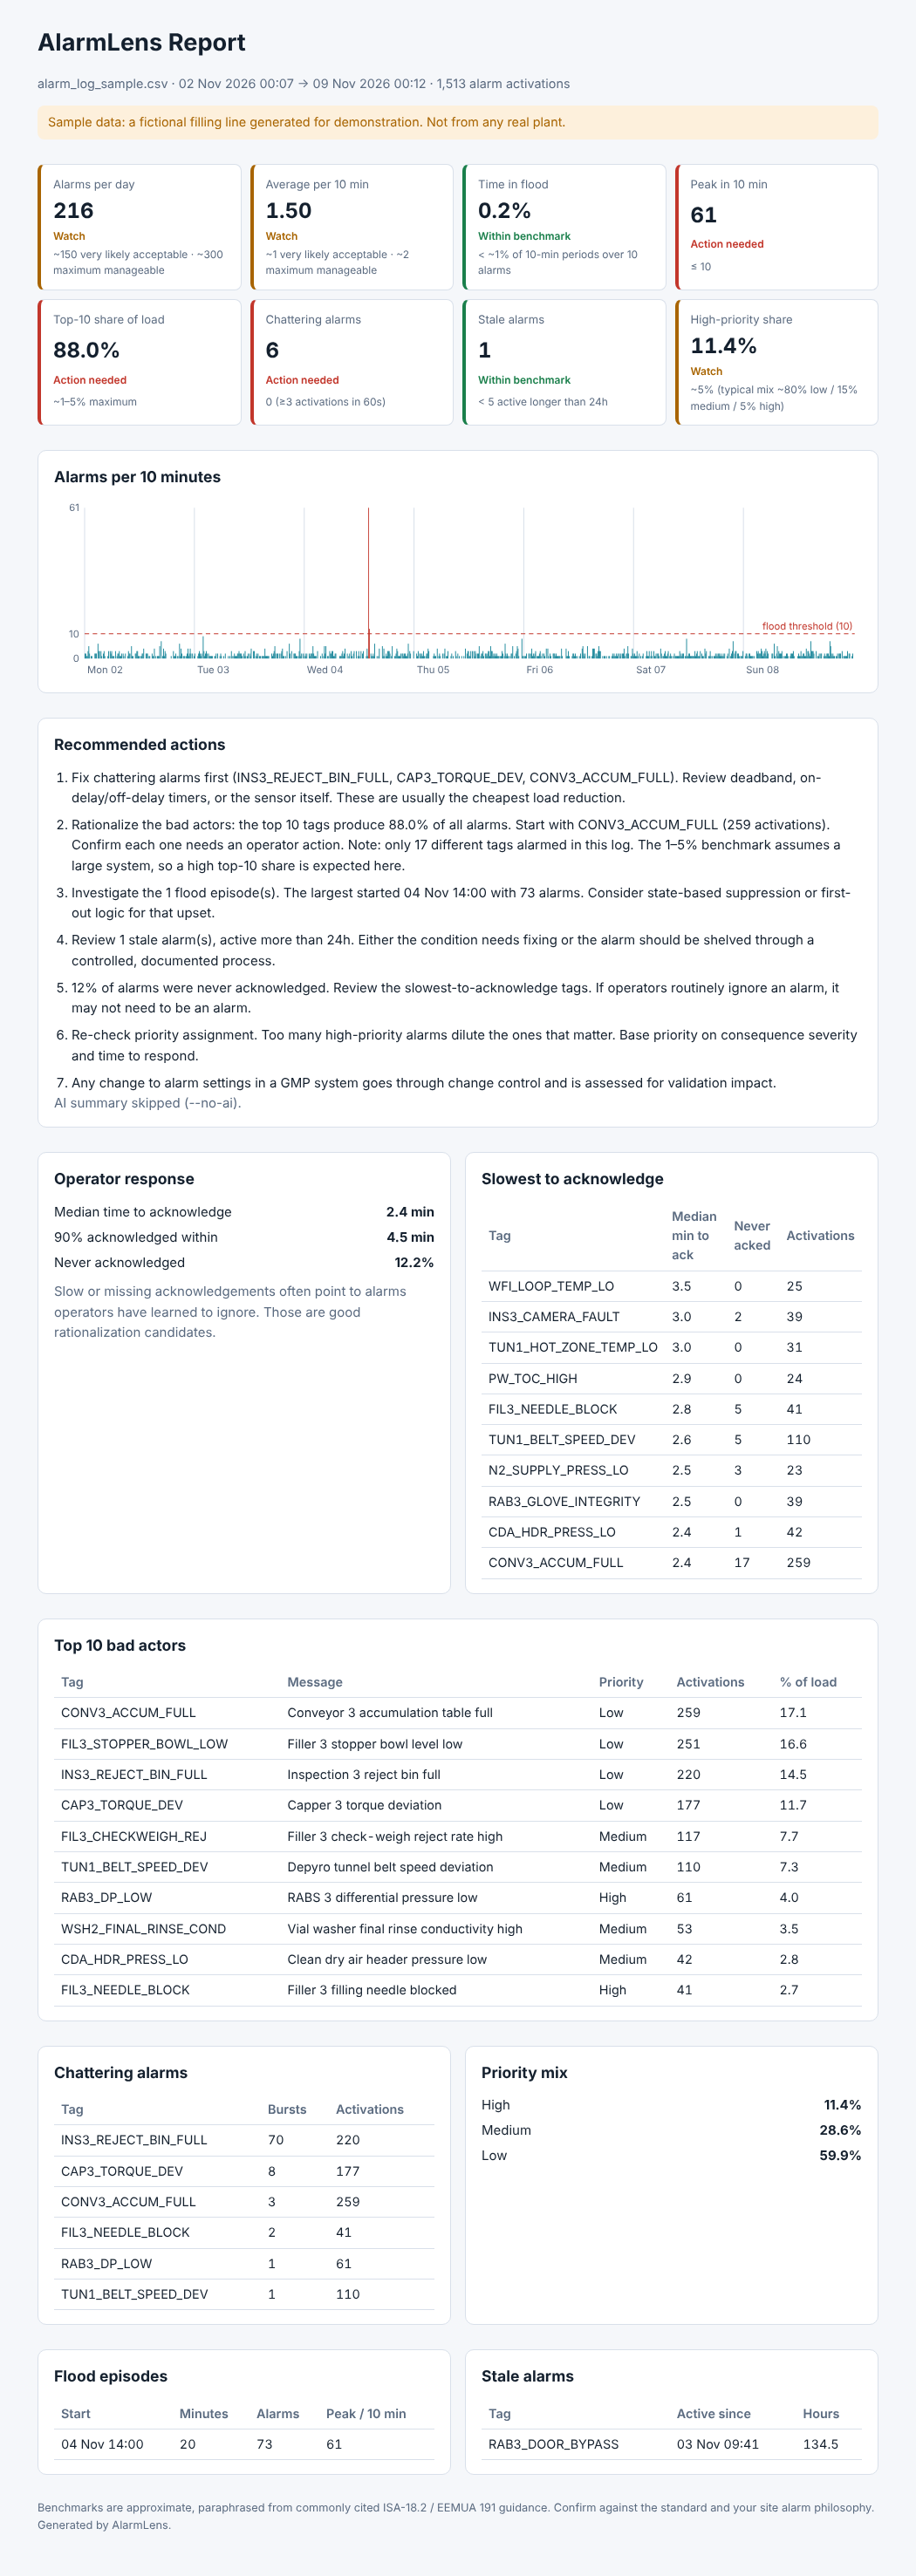 AlarmLens Report
alarm_log_sample.csv · 02 Nov 2026 00:07 → 09 Nov 2026 00:12 · 1,513 alarm activations
Sample data: a fictional filling line generated for demonstration. Not from any real plant.
Alarms per day
216
Watch
~150 very likely acceptable · ~300
maximum manageable
Average per 10 min
1.50
Watch
~1 very likely acceptable · ~2
maximum manageable
Time in flood
0.2%
Within benchmark
< ~1% of 10-min periods over 10
alarms
Peak in 10 min
61
Action needed
≤ 10
Top-10 share of load
88.0%
Action needed
~1–5% maximum
Chattering alarms
6
Action needed
0 (≥3 activations in 60s)
Stale alarms
1
Within benchmark
< 5 active longer than 24h
High-priority share
11.4%
Watch
~5% (typical mix ~80% low / 15%
medium / 5% high)
Alarms per 10 minutes
61
flood threshold (10)
10
0
Mon 02 Tue 03 Wed 04 Thu 05 Fri 06 Sat 07 Sun 08
Recommended actions
1. Fix chattering alarms first (INS3_REJECT_BIN_FULL, CAP3_TORQUE_DEV, CONV3_ACCUM_FULL). Review deadband, on-
delay/off-delay timers, or the sensor itself. These are usually the cheapest load reduction.
2. Rationalize the bad actors: the top 10 tags produce 88.0% of all alarms. Start with CONV3_ACCUM_FULL (259 activations).
Confirm each one needs an operator action. Note: only 17 different tags alarmed in this log. The 1–5% benchmark assumes a
large system, so a high top-10 share is expected here.
3. Investigate the 1 flood episode(s). The largest started 04 Nov 14:00 with 73 alarms. Consider state-based suppression or first-
out logic for that upset.
4. Review 1 stale alarm(s), active more than 24h. Either the condition needs fixing or the alarm should be shelved through a
controlled, documented process.
5. 12% of alarms were never acknowledged. Review the slowest-to-acknowledge tags. If operators routinely ignore an alarm, it
may not need to be an alarm.
6. Re-check priority assignment. Too many high-priority alarms dilute the ones that matter. Base priority on consequence severity
and time to respond.
7. Any change to alarm settings in a GMP system goes through change control and is assessed for validation impact.
AI summary skipped (--no-ai).
Operator response
Median time to acknowledge 2.4 min
90% acknowledged within 4.5 min
Never acknowledged 12.2%
Slow or missing acknowledgements often point to alarms
operators have learned to ignore. Those are good
rationalization candidates.
Slowest to acknowledge
Tag Median min to ack Never acked Activations
WFI_LOOP_TEMP_LO 3.5 0 25
INS3_CAMERA_FAULT 3.0 2 39
TUN1_HOT_ZONE_TEMP_LO 3.0 0 31
PW_TOC_HIGH 2.9 0 24
FIL3_NEEDLE_BLOCK 2.8 5 41
TUN1_BELT_SPEED_DEV 2.6 5 110
N2_SUPPLY_PRESS_LO 2.5 3 23
RAB3_GLOVE_INTEGRITY 2.5 0 39
CDA_HDR_PRESS_LO 2.4 1 42
CONV3_ACCUM_FULL 2.4 17 259
Top 10 bad actors
Tag Message Priority Activations % of load
CONV3_ACCUM_FULL Conveyor 3 accumulation table full Low 259 17.1
FIL3_STOPPER_BOWL_LOW Filler 3 stopper bowl level low Low 251 16.6
INS3_REJECT_BIN_FULL Inspection 3 reject bin full Low 220 14.5
CAP3_TORQUE_DEV Capper 3 torque deviation Low 177 11.7
FIL3_CHECKWEIGH_REJ Filler 3 check-weigh reject rate high Medium 117 7.7
TUN1_BELT_SPEED_DEV Depyro tunnel belt speed deviation Medium 110 7.3
RAB3_DP_LOW RABS 3 differential pressure low High 61 4.0
WSH2_FINAL_RINSE_COND Vial washer final rinse conductivity high Medium 53 3.5
CDA_HDR_PRESS_LO Clean dry air header pressure low Medium 42 2.8
FIL3_NEEDLE_BLOCK Filler 3 filling needle blocked High 41 2.7
Chattering alarms
Tag Bursts Activations
INS3_REJECT_BIN_FULL 70 220
CAP3_TORQUE_DEV 8 177
CONV3_ACCUM_FULL 3 259
FIL3_NEEDLE_BLOCK 2 41
RAB3_DP_LOW 1 61
TUN1_BELT_SPEED_DEV 1 110
Priority mix
High 11.4%
Medium 28.6%
Low 59.9%
Flood episodes
Start Minutes Alarms Peak / 10 min
04 Nov 14:00 20 73 61
Stale alarms
Tag Active since Hours
RAB3_DOOR_BYPASS 03 Nov 09:41 134.5
Benchmarks are approximate, paraphrased from commonly cited ISA-18.2 / EEMUA 191 guidance. Confirm against the standard and your site alarm philosophy.
Generated by AlarmLens.